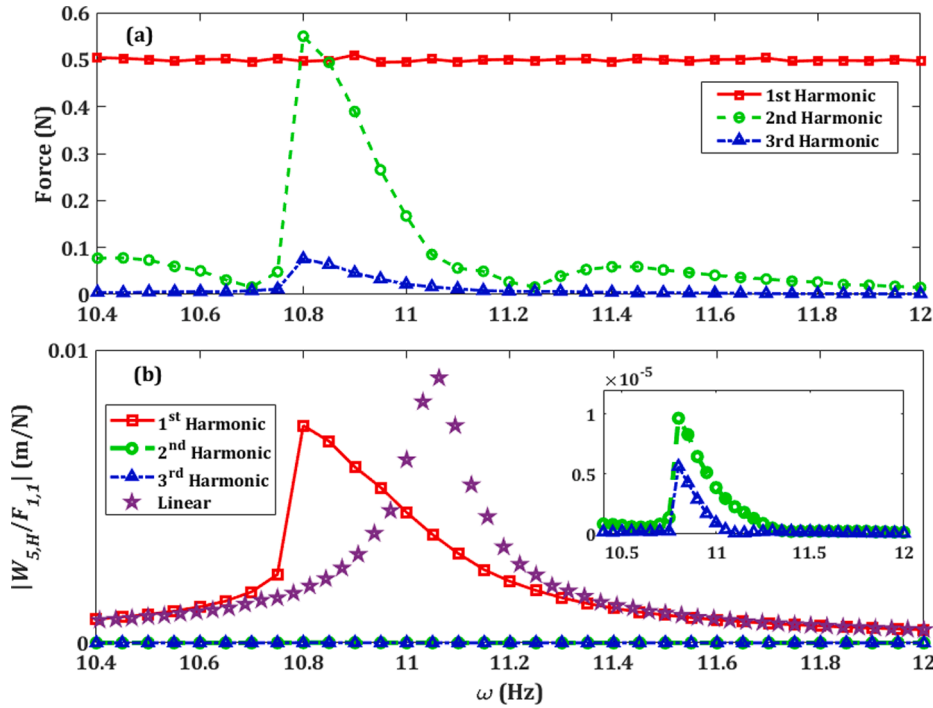 (a)
Force (N)
0.6
0.5
0.4
0.3
0.2
0.1
0
1st Harmonic
2nd Harmonic
3rd Harmonic
10.4 10.6 10.8 11 11.2 11.4 11.6 11.8 12
(b)
|W5,H/F1,1| (m/N)
0.01
0
1st Harmonic
2nd Harmonic
3rd Harmonic
Linear
×10-5
1
0.5
0
10.5 11 11.5 12
10.4 10.6 10.8 11 11.2 11.4 11.6 11.8 12
ω (Hz)